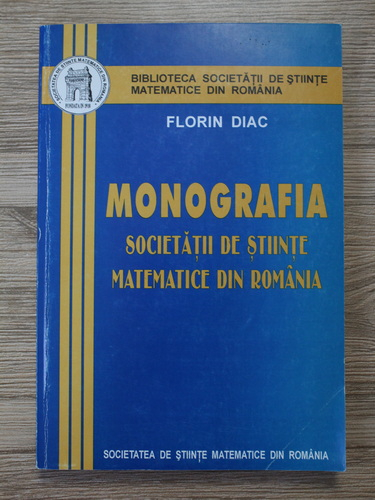 BIBLIOTECA SOCIETĂȚII DE ȘTIINȚE
MATEMATICE DIN ROMÂNIA
FLORIN DIAC
MONOGRAFIA
SOCIETĂȚII DE ȘTIINȚE
MATEMATICE DIN ROMÂNIA
SOCIETATEA DE ȘTIINȚE MATEMATICE DIN ROMÂNIA